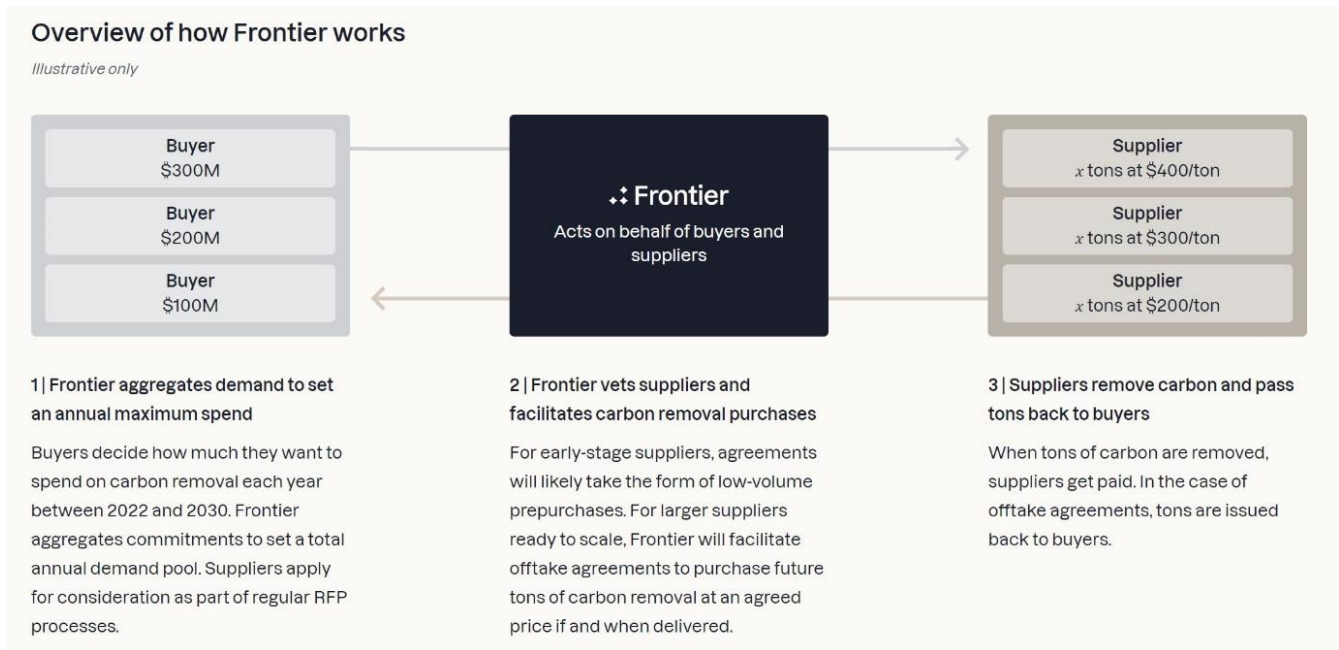 Overview of how Frontier works
Illustrative only
Buyer
$300M
Buyer
$200M
Buyer
$100M
Frontier
Acts on behalf of buyers and
suppliers
Supplier
x tons at $400/ton
Supplier
x tons at $300/ton
Supplier
x tons at $200/ton
1 | Frontier aggregates demand to set
an annual maximum spend
Buyers decide how much they want to
spend on carbon removal each year
between 2022 and 2030. Frontier
aggregates commitments to set a total
annual demand pool. Suppliers apply
for consideration as part of regular RFP
processes.
2 | Frontier vets suppliers and
facilitates carbon removal purchases
For early-stage suppliers, agreements
will likely take the form of low-volume
prepurchases. For larger suppliers
ready to scale, Frontier will facilitate
offtake agreements to purchase future
tons of carbon removal at an agreed
price if and when delivered.
3 | Suppliers remove carbon and pass
tons back to buyers
When tons of carbon are removed,
suppliers get paid. In the case of
offtake agreements, tons are issued
back to buyers.